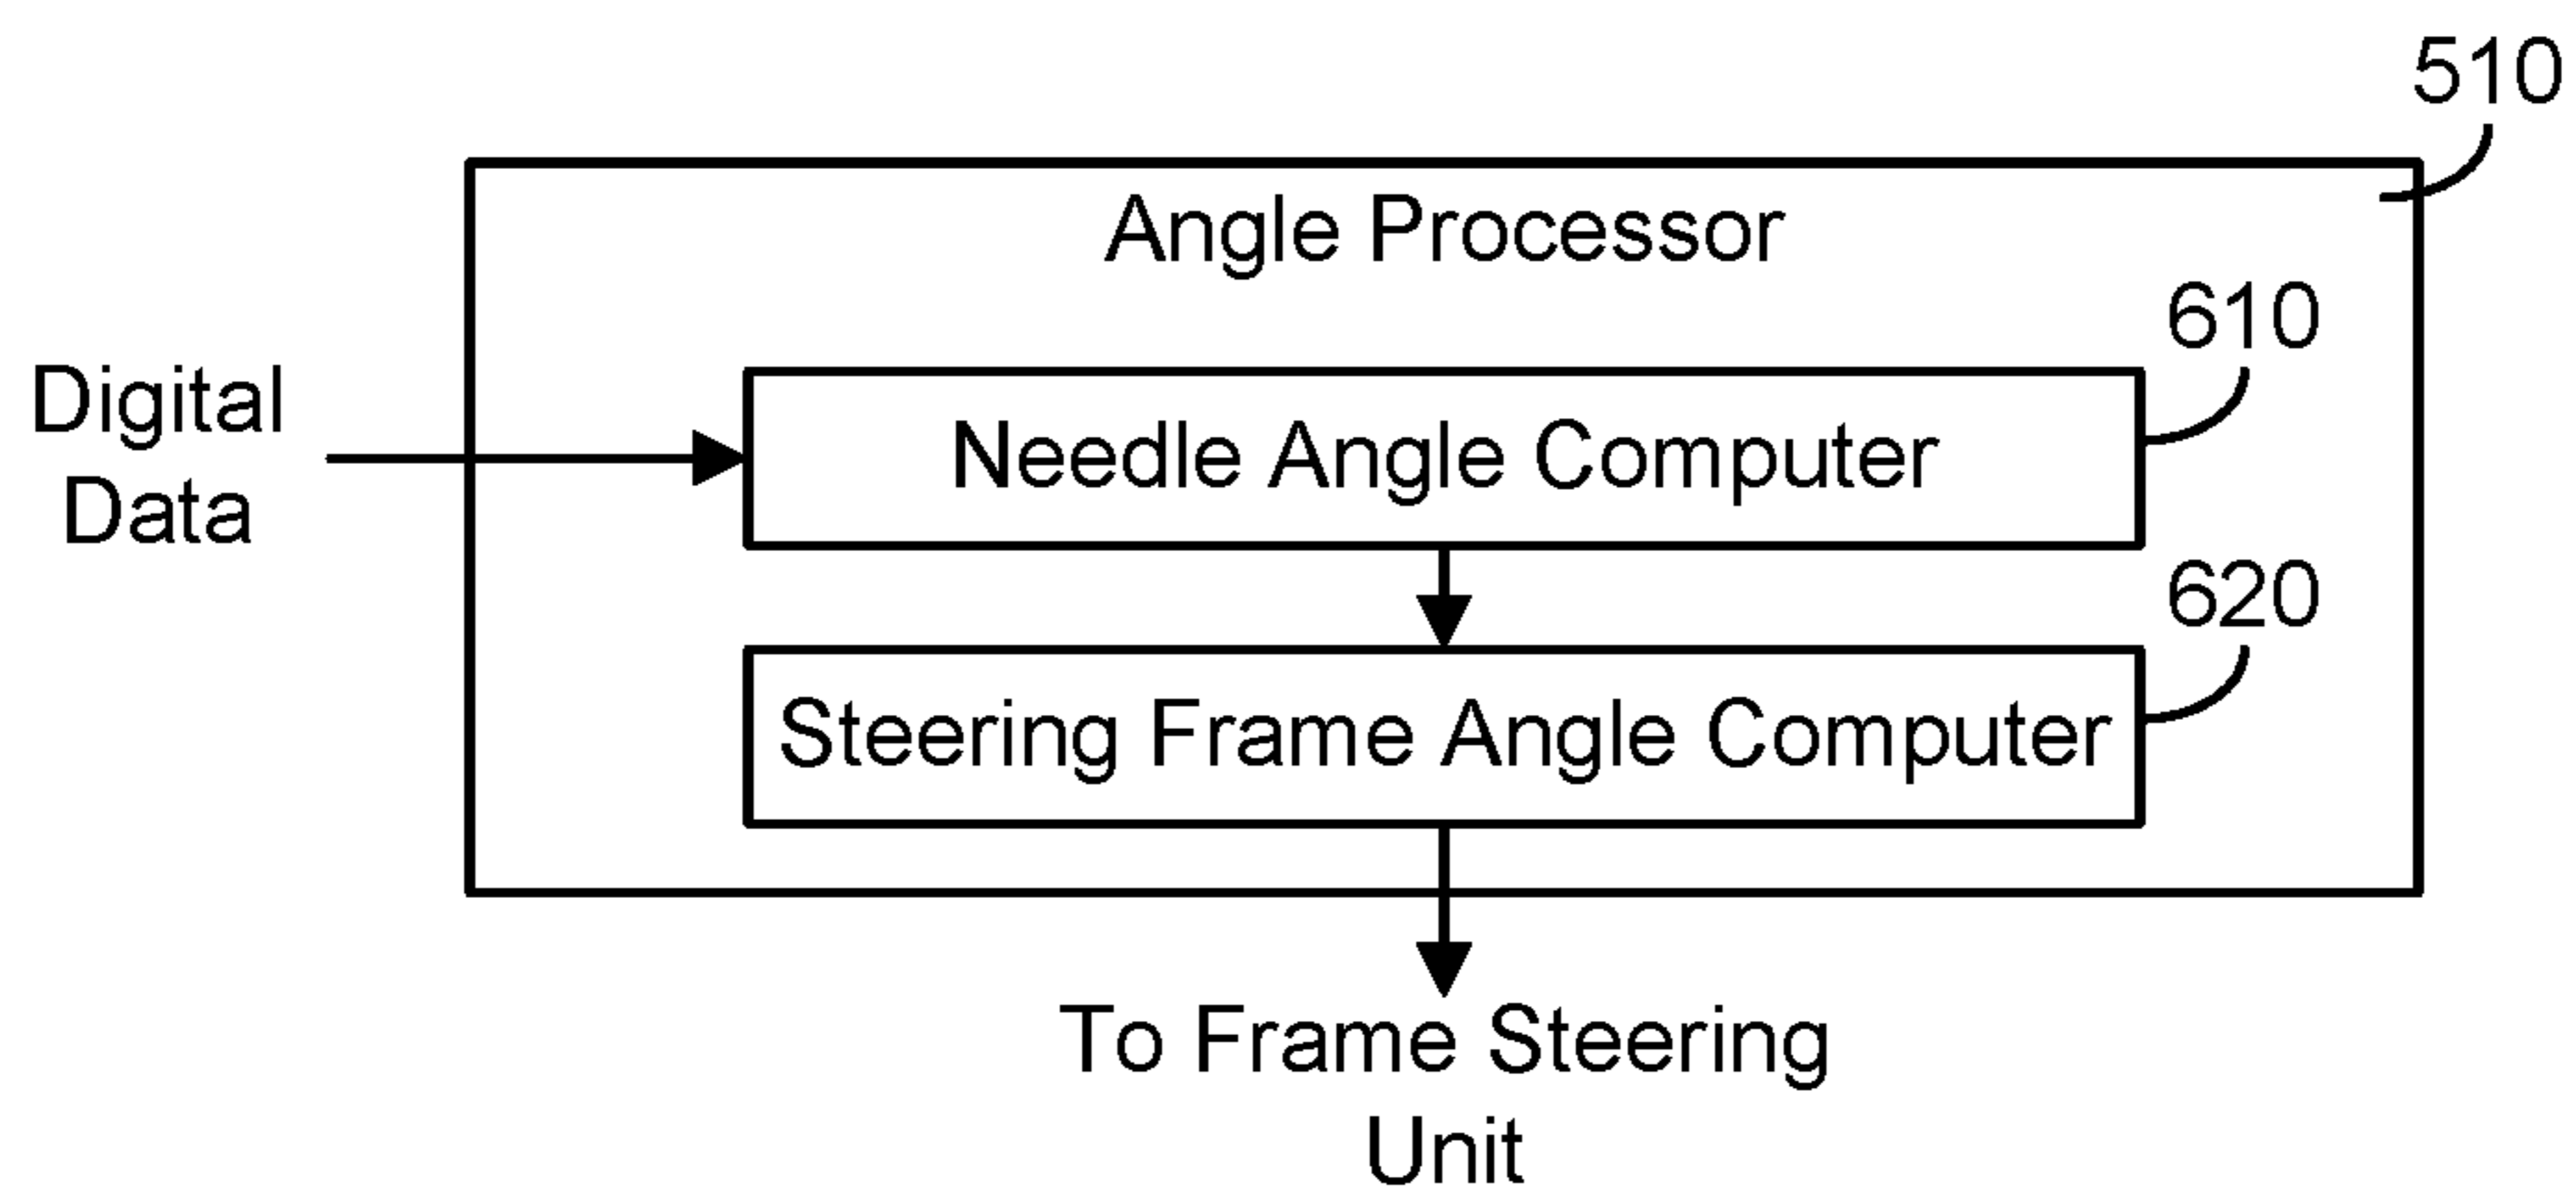 510
Angle Processor
610
Digital
Data
Needle Angle Computer
620
Steering Frame Angle Computer
To Frame Steering
Unit